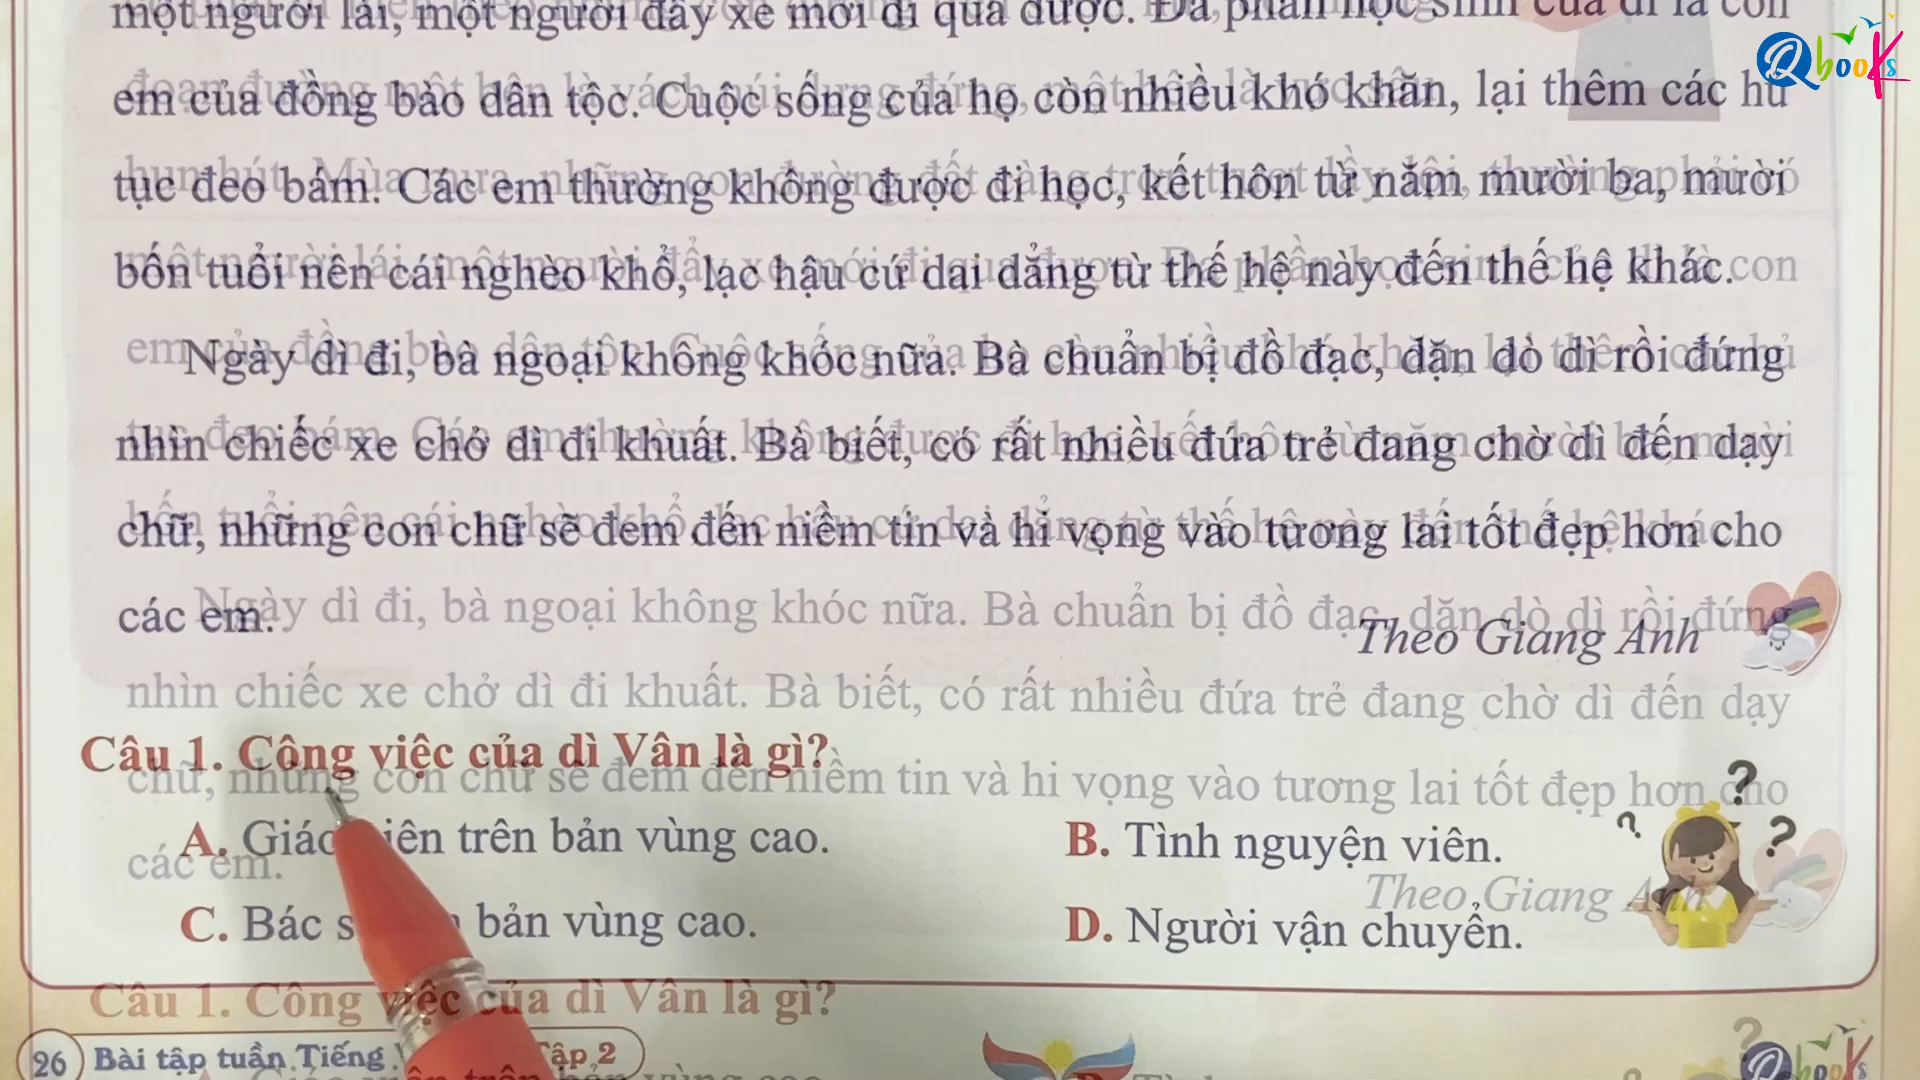 một người lái, một người đẩy xe mới đi qua được. Đa phần học sinh của dì là con
em của đồng bào dân tộc. Cuộc sống của họ còn nhiều khó khăn, lại thêm các hủ
tục đeo bám. Các em thường không được đi học, kết hôn từ năm mười ba, mười
bốn tuổi nên cái nghèo khổ, lạc hậu cứ dai dẳng từ thế hệ này đến thế hệ khác.
Ngày dì đi, bà ngoại không khóc nữa. Bà chuẩn bị đồ đạc, dặn dò dì rồi đứng
nhìn chiếc xe chở dì đi khuất. Bà biết, có rất nhiều đứa trẻ đang chờ dì đến dạy
chữ, những con chữ sẽ đem đến niềm tin và hi vọng vào tương lai tốt đẹp hơn cho
các em.
Theo Giang Anh
Câu 1. Công việc của dì Vân là gì?
A. Giáo viên trên bản vùng cao.
B. Tình nguyện viên.
C. Bác s bản vùng cao.
D. Người vận chuyển.
26 Bài tập tuần Tiếng Tập 2
Qbooks